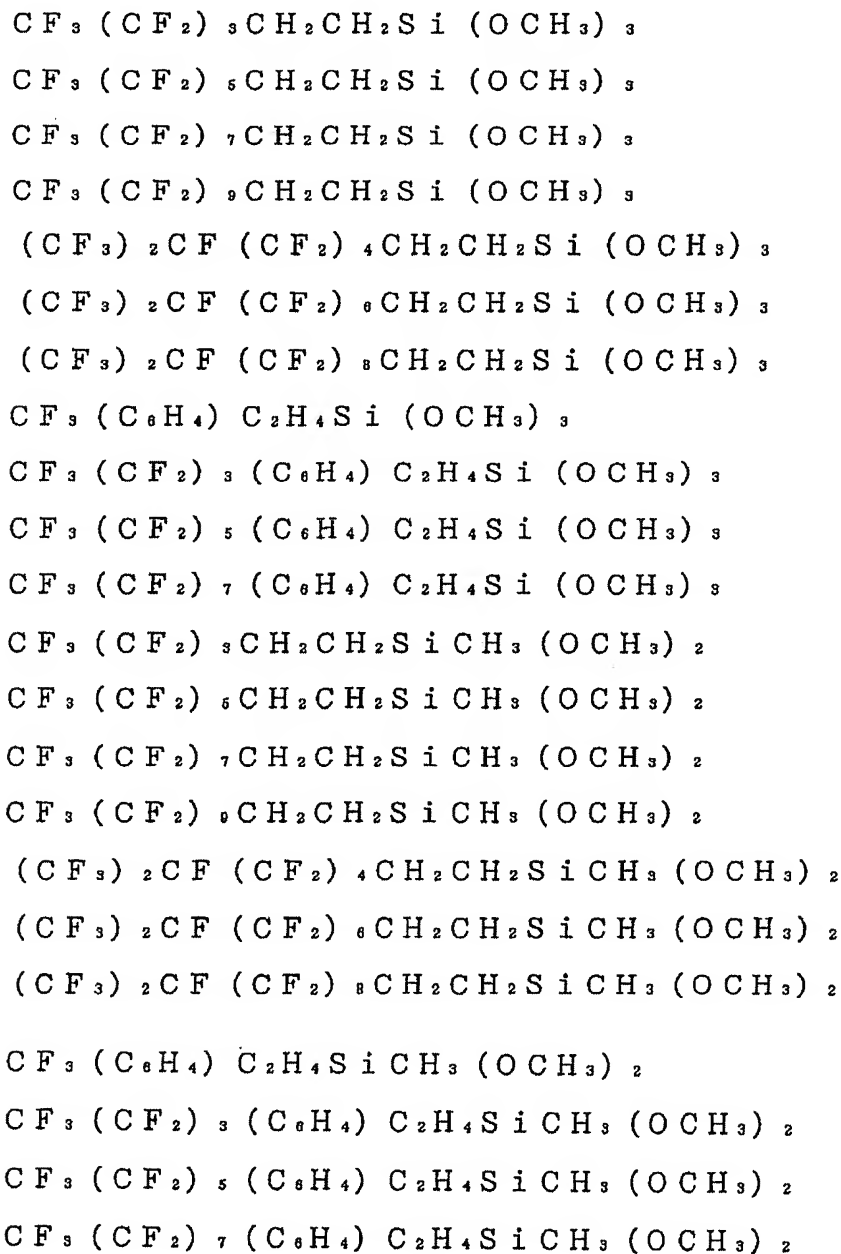 CF₃(CF₂)₃CH₂CH₂Si(OCH₃)₃
CF₃(CF₂)₅CH₂CH₂Si(OCH₃)₃
CF₃(CF₂)₇CH₂CH₂Si(OCH₃)₃
CF₃(CF₂)₉CH₂CH₂Si(OCH₃)₃
(CF₃)₂CF(CF₂)₄CH₂CH₂Si(OCH₃)₃
(CF₃)₂CF(CF₂)₆CH₂CH₂Si(OCH₃)₃
(CF₃)₂CF(CF₂)₈CH₂CH₂Si(OCH₃)₃
CF₃(C₆H₄)C₂H₄Si(OCH₃)₃
CF₃(CF₂)₃(C₆H₄)C₂H₄Si(OCH₃)₃
CF₃(CF₂)₅(C₆H₄)C₂H₄Si(OCH₃)₃
CF₃(CF₂)₇(C₆H₄)C₂H₄Si(OCH₃)₃
CF₃(CF₂)₃CH₂CH₂SiCH₃(OCH₃)₂
CF₃(CF₂)₅CH₂CH₂SiCH₃(OCH₃)₂
CF₃(CF₂)₇CH₂CH₂SiCH₃(OCH₃)₂
CF₃(CF₂)₉CH₂CH₂SiCH₃(OCH₃)₂
(CF₃)₂CF(CF₂)₄CH₂CH₂SiCH₃(OCH₃)₂
(CF₃)₂CF(CF₂)₆CH₂CH₂SiCH₃(OCH₃)₂
(CF₃)₂CF(CF₂)₈CH₂CH₂SiCH₃(OCH₃)₂
CF₃(C₆H₄)C₂H₄SiCH₃(OCH₃)₂
CF₃(CF₂)₃(C₆H₄)C₂H₄SiCH₃(OCH₃)₂
CF₃(CF₂)₅(C₆H₄)C₂H₄SiCH₃(OCH₃)₂
CF₃(CF₂)₇(C₆H₄)C₂H₄SiCH₃(OCH₃)₂